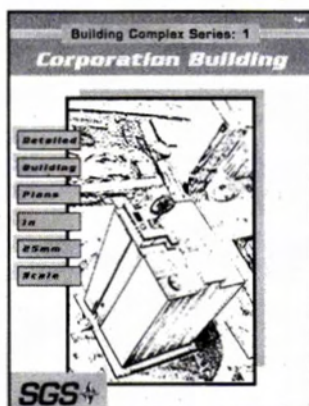 Building Complex Series: 1
Corporation Building
Detailed
Building
Plans
In
25mm
Scale
SGS